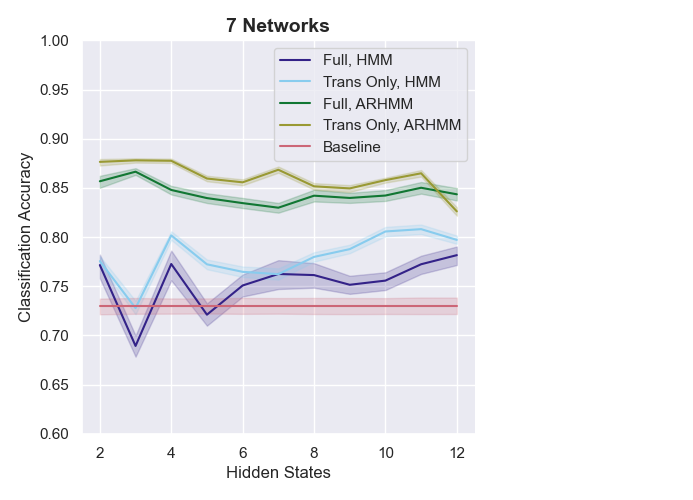 7 Networks
1.00
0.95
0.90
0.85
0.80
0.75
0.70
0.65
0.60
Classification Accuracy
Full, HMM
Trans Only, HMM
Full, ARHMM
Trans Only, ARHMM
Baseline
2 4 6 8 10 12
Hidden States